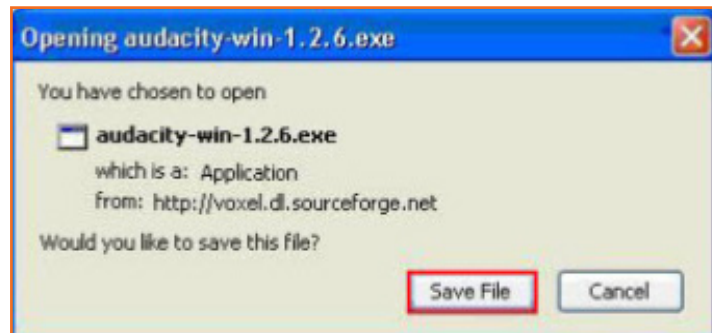 Opening audacity-win-1.2.6.exe
You have chosen to open
audacity-win-1.2.6.exe
which is a: Application
from: http://voxel.dl.sourceforge.net
Would you like to save this file?
Save File
Cancel